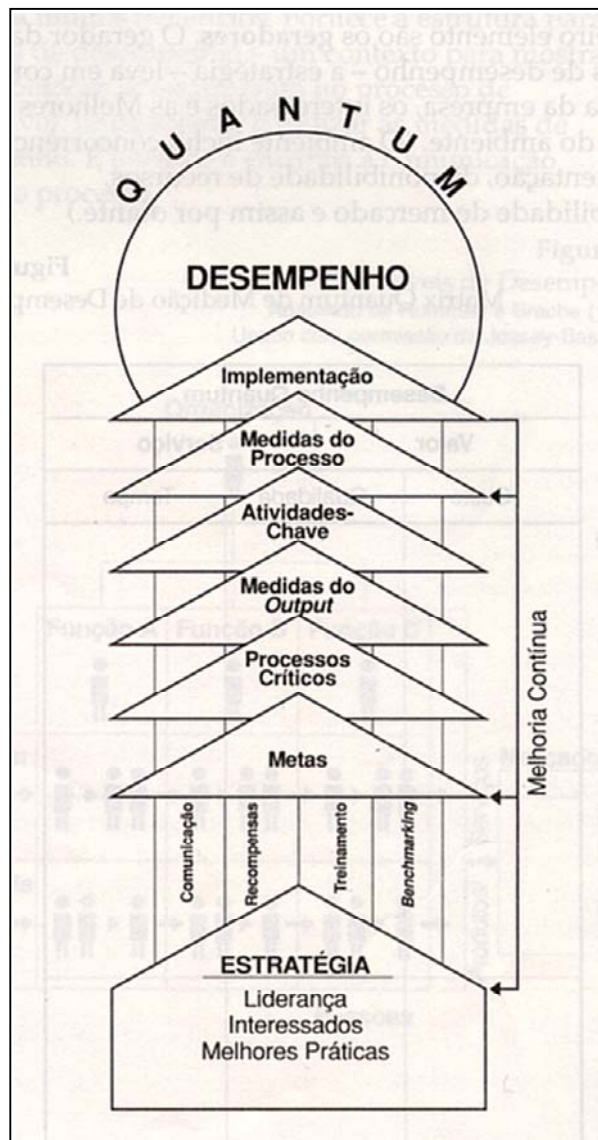 QUANTUM
DESEMPENHO
Implementação
Medidas do
Processo
Atividades-
Chave
Medidas do
Output
Processos
Críticos
Metas
Melhoria Contínua
Comunicação
Recompensas
Treinamento
Benchmarking
ESTRATÉGIA
Liderança
Interessados
Melhores Práticas